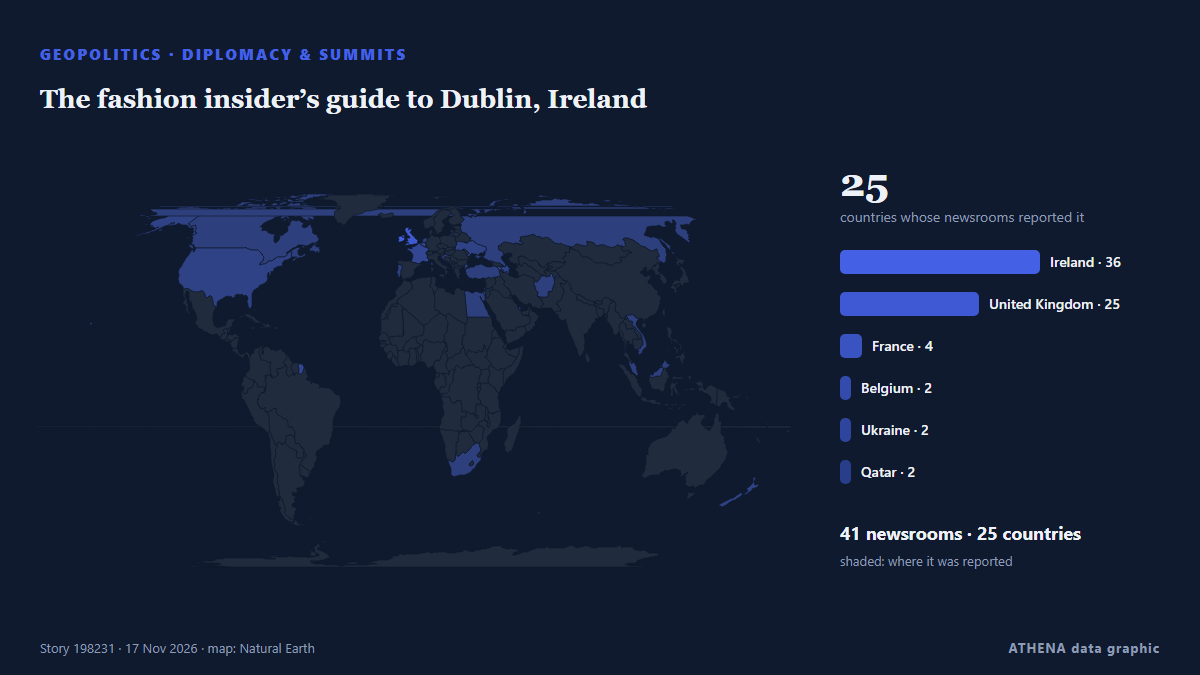 GEOPOLITICS · DIPLOMACY & SUMMITS
The fashion insider’s guide to Dublin, Ireland
25
countries whose newsrooms reported it
Ireland · 36
United Kingdom · 25
France · 4
Belgium · 2
Ukraine · 2
Qatar · 2
41 newsrooms · 25 countries
shaded: where it was reported
Story 198231 · 17 Nov 2026 · map: Natural Earth
ATHENA data graphic